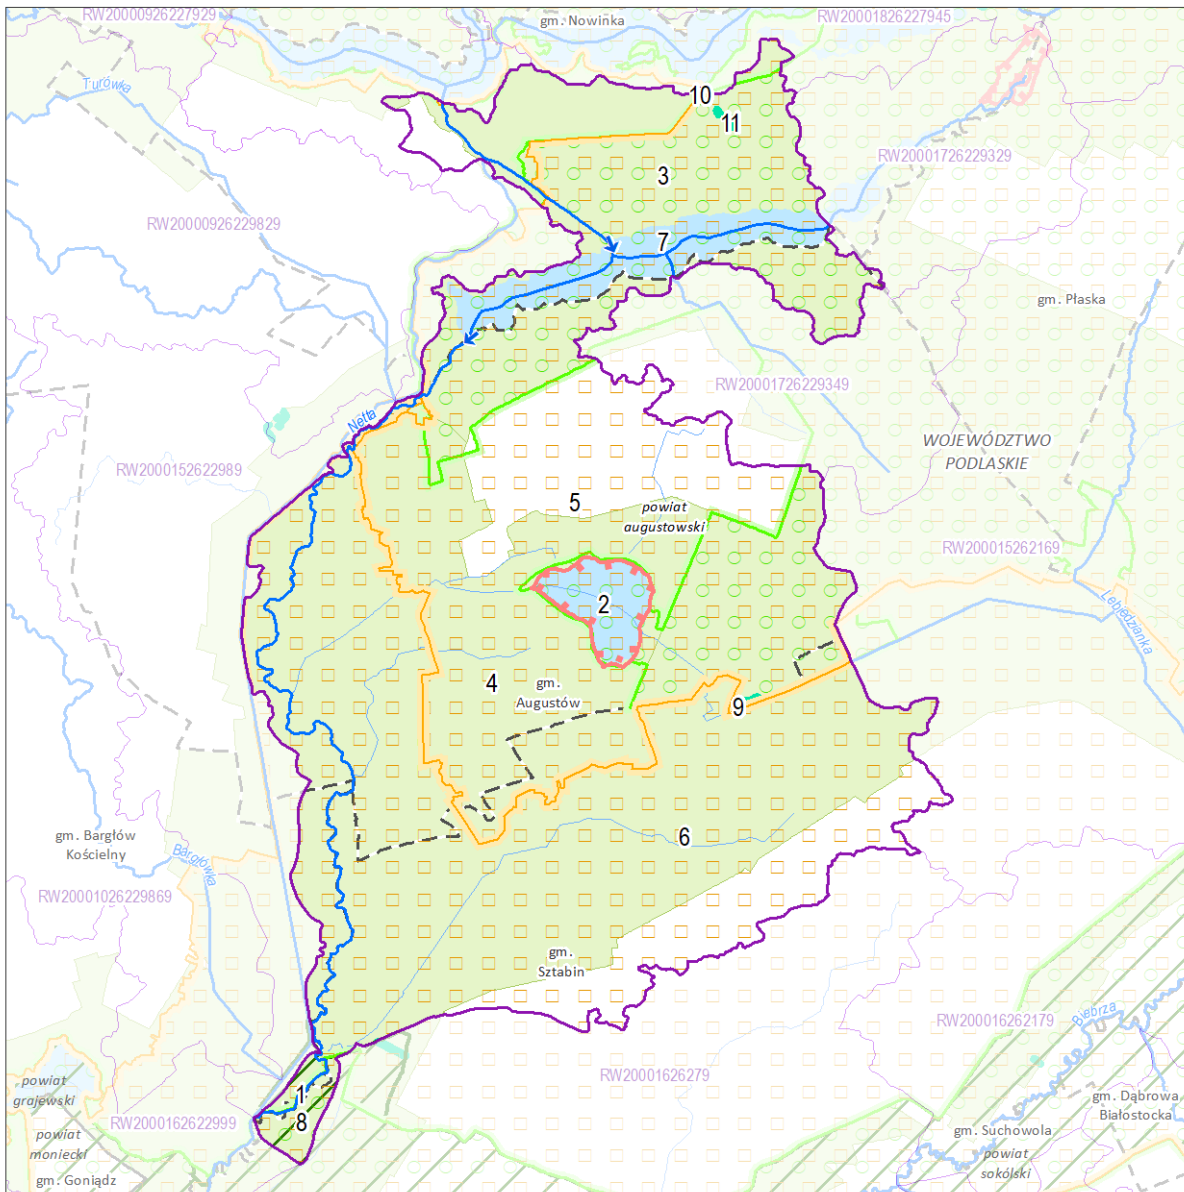 RW20000926227929
gm. Nowinka
RW20001826227945
Turówka
10
11
RW20001726229329
3
RW20000926229829
7
gm. Płaska
RW20001726229349
Netta
WOJEWÓDZTWO
PODLASKIE
RW2000152622989
5
powiat
augustowski
RW200015262169
2
Lebiedzianka
4
gm.
Augustów
9
gm. Bargłów
Kościelny
6
Bargłówka
RW20001026229869
gm.
Sztabin
Biebrza
RW200016262179
RW20001626279
powiat
grajewski
1
8
RW2000162622999
gm. Dąbrowa
Białostocka
powiat
moniecki
gm. Suchowola
powiat
sokólski
gm. Goniądz